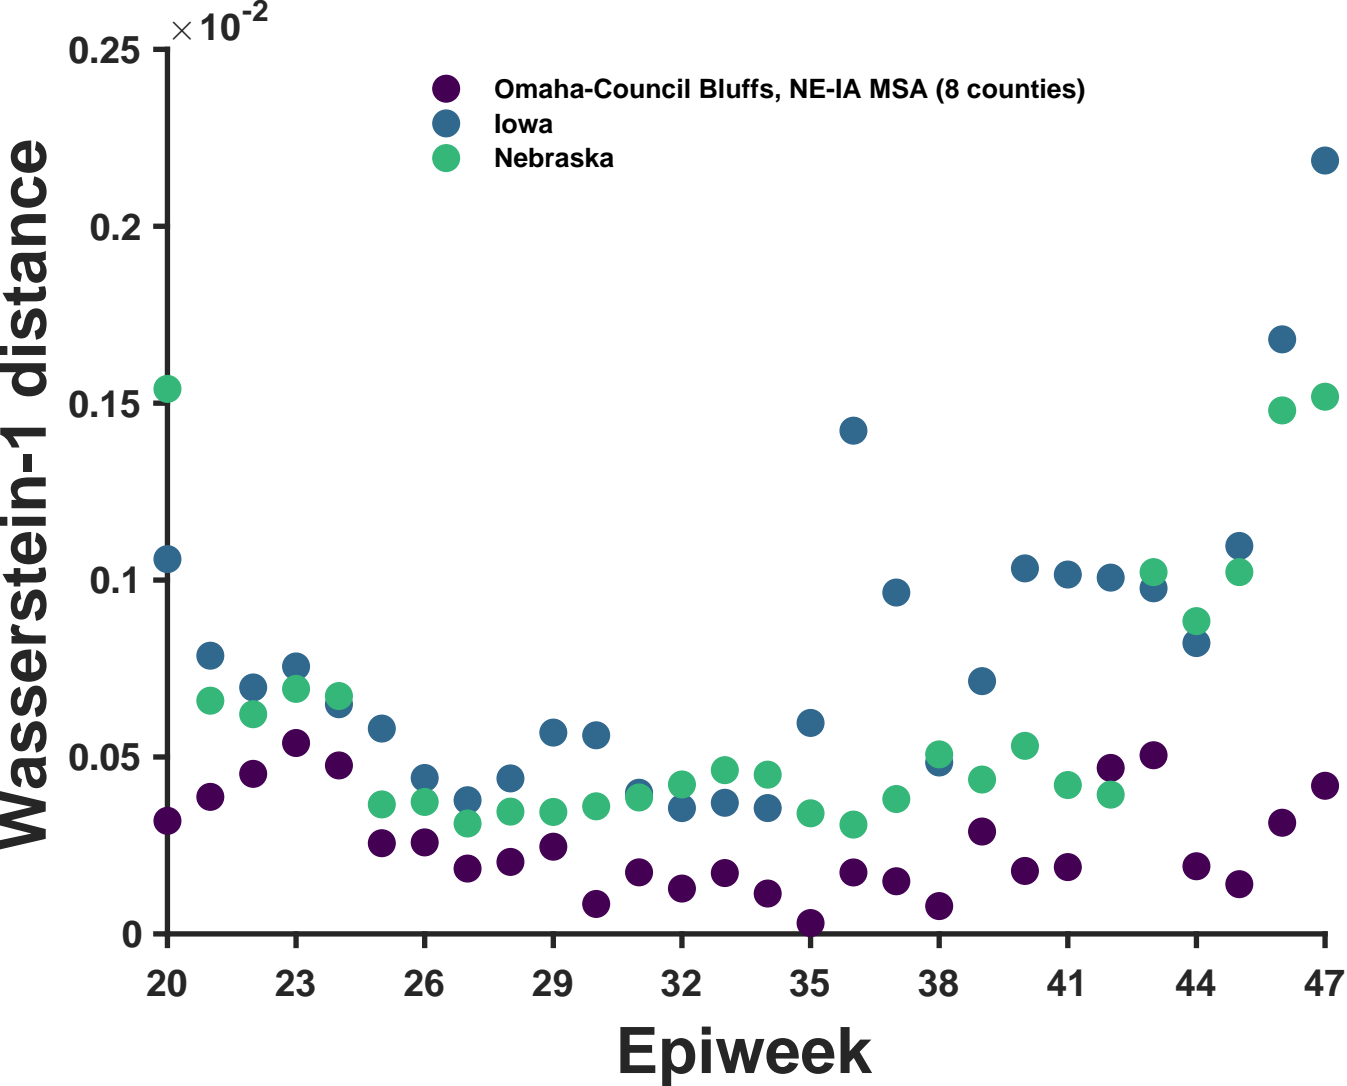 ×10-2
0.25
0.2
0.15
0.1
0.05
0
Wasserstein-1 distance
Omaha-Council Bluffs, NE-IA MSA (8 counties)
Iowa
Nebraska
20 23 26 29 32 35 38 41 44 47
Epiweek